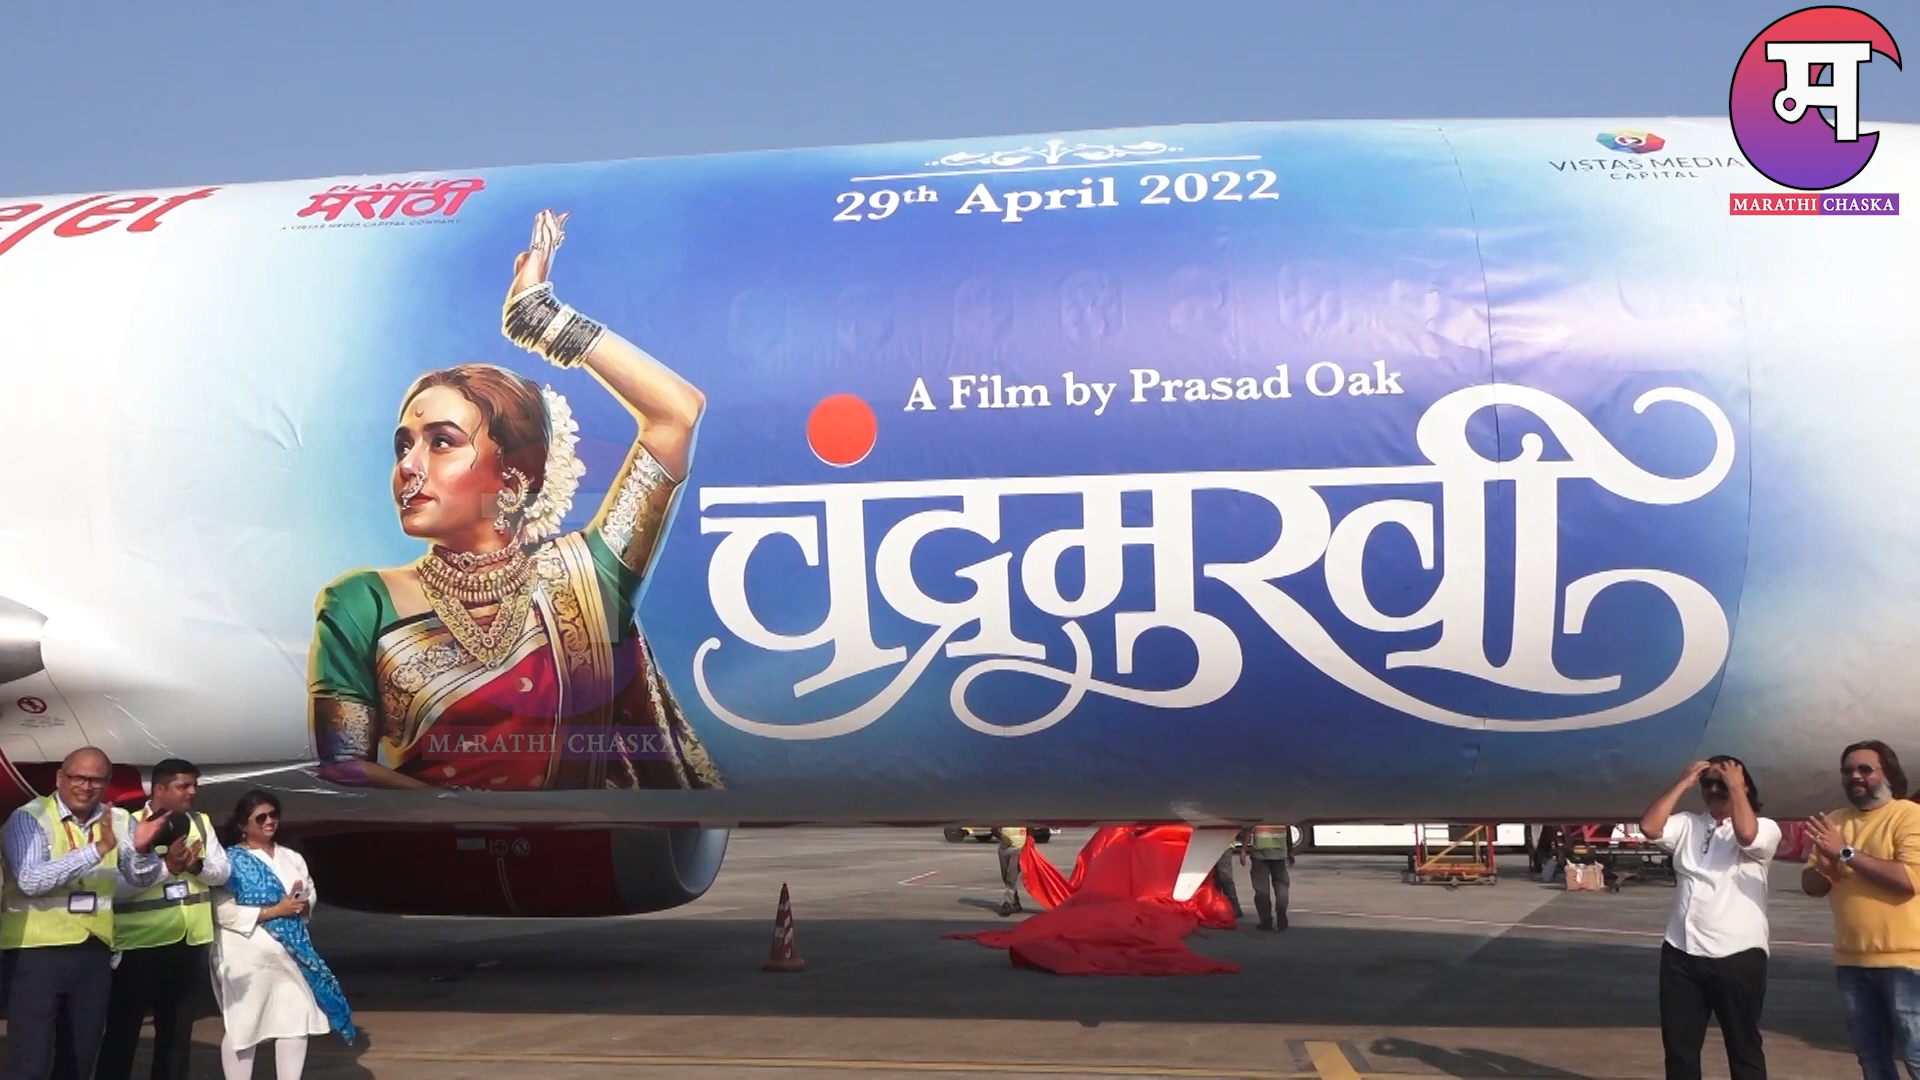 eJet
PLANET
मराठी
A VISTAS MEDIA CAPITAL COMPANY
29th April 2022
VISTAS MEDIA
CAPITAL
म
MARATHI CHASKA
A Film by Prasad Oak
चंद्रमुखी
MARATHI CHASKA